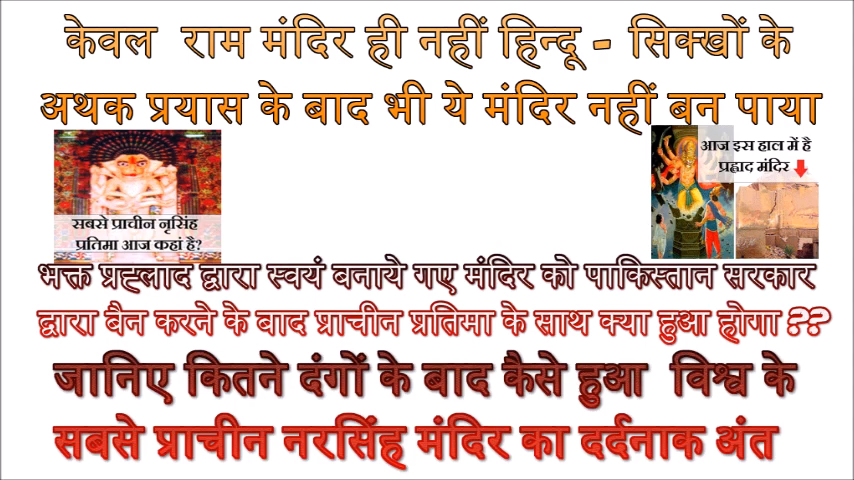 केवल राम मंदिर ही नहीं हिन्दू - सिक्खों के
अथक प्रयास के बाद भी ये मंदिर नहीं बन पाया
सबसे प्राचीन नृसिंह
प्रतिमा आज कहां है?
आज इस हाल में है
प्रह्लाद मंदिर
भक्त प्रह्लाद द्वारा स्वयं बनाये गए मंदिर को पाकिस्तान सरकार
द्वारा बैन करने के बाद प्राचीन प्रतिमा के साथ क्या हुआ होगा ??
जानिए कितने दंगों के बाद कैसे हुआ विश्व के
सबसे प्राचीन नरसिंह मंदिर का दर्दनाक अंत